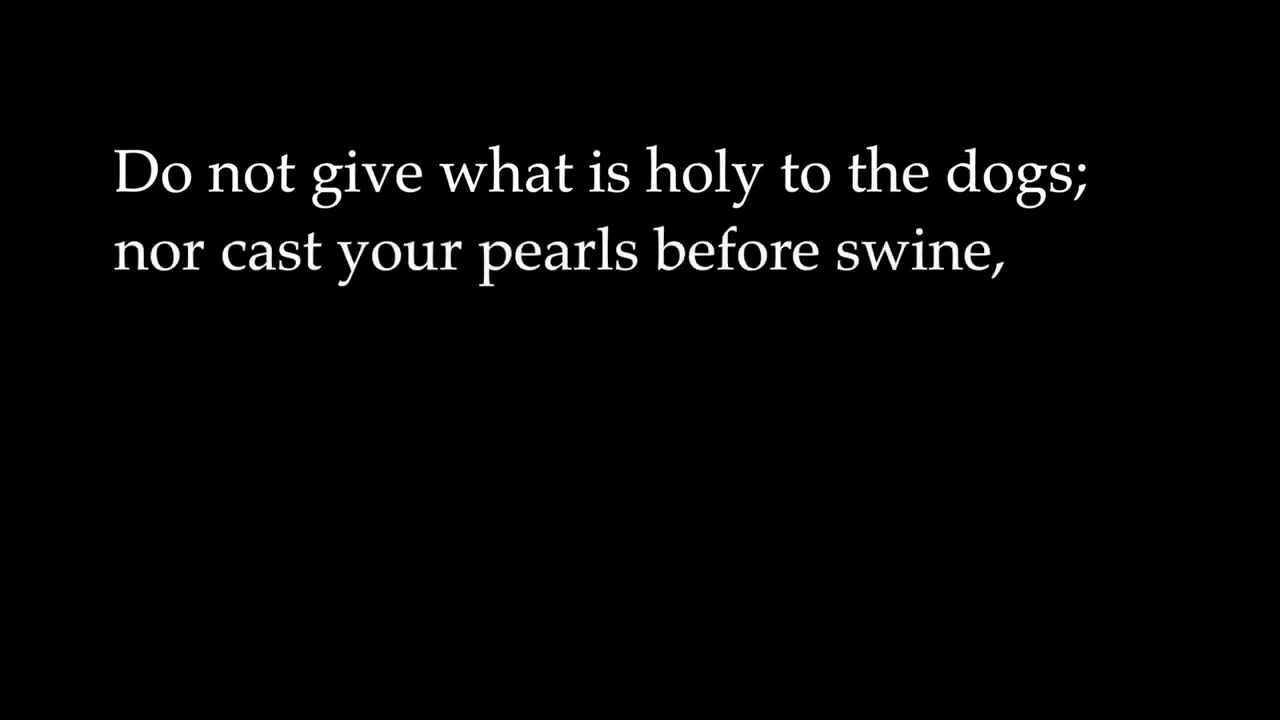 Do not give what is holy to the dogs;
nor cast your pearls before swine,